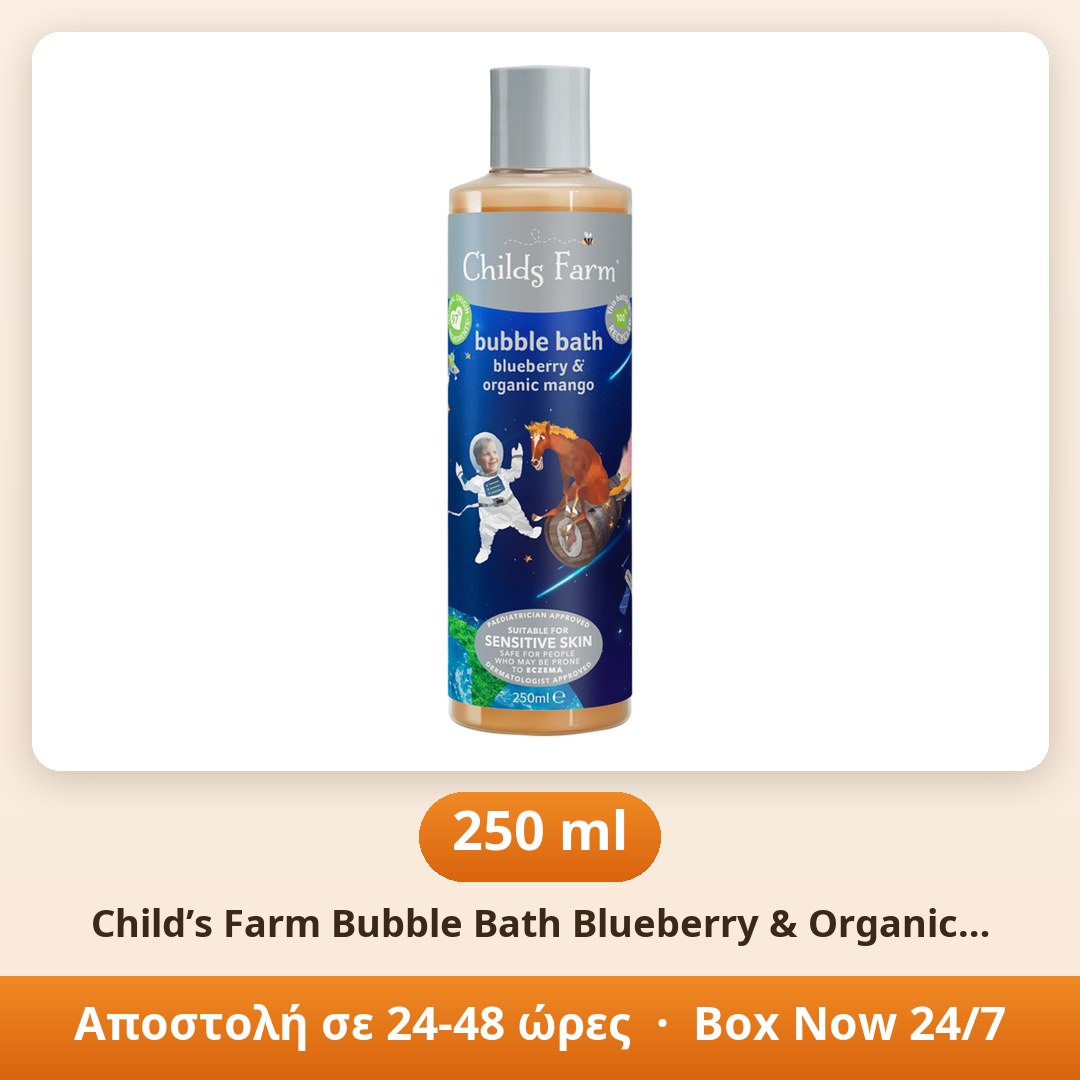 Childs Farm
bubble bath
blueberry &
organic mango
PAEDIATRICIAN APPROVED
SUITABLE FOR
SENSITIVE SKIN
SAFE FOR PEOPLE
WHO MAY BE PRONE
TO ECZEMA
DERMATOLOGIST APPROVED
250ml ℮
250 ml
Child’s Farm Bubble Bath Blueberry & Organic...
Αποστολή σε 24-48 ώρες · Box Now 24/7